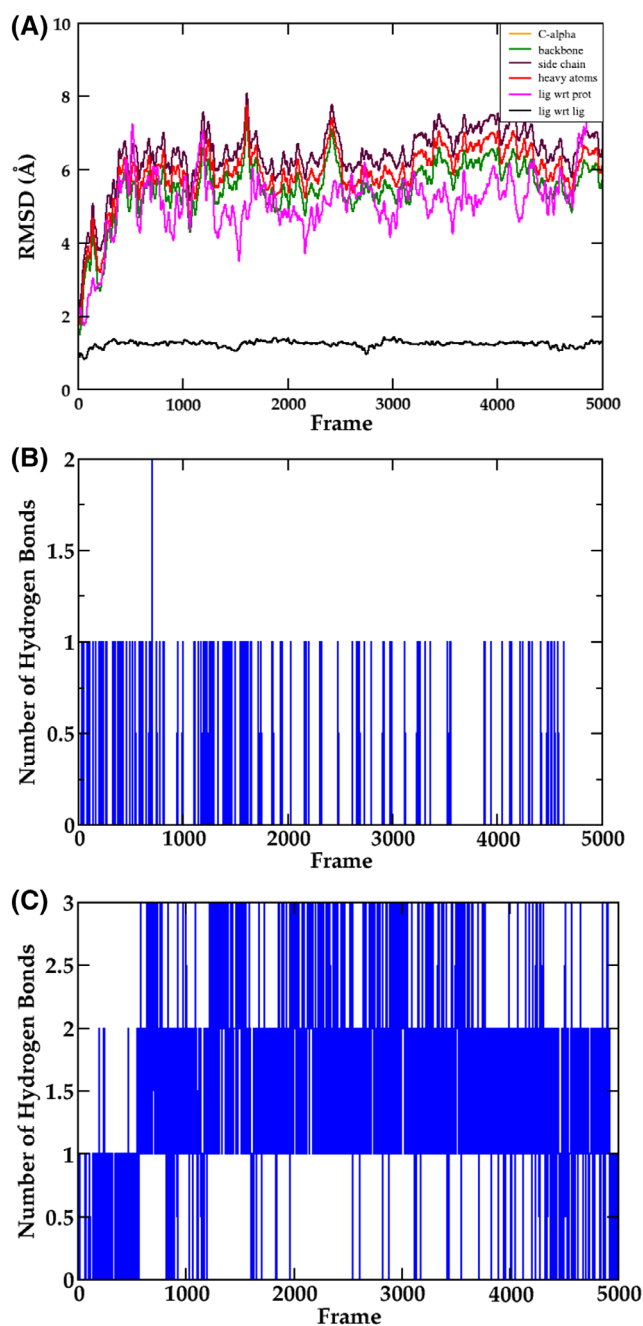 (A)
10
8
6
4
2
0
RMSD (Å)
C-alpha
backbone
side chain
heavy atoms
lig wrt prot
lig wrt lig
0 1000 2000 3000 4000 5000
Frame
(B)
2
1.5
1
0.5
0
Number of Hydrogen Bonds
0 1000 2000 3000 4000 5000
Frame
(C)
3
2.5
2
1.5
1
0.5
0
Number of Hydrogen Bonds
0 1000 2000 3000 4000 5000
Frame